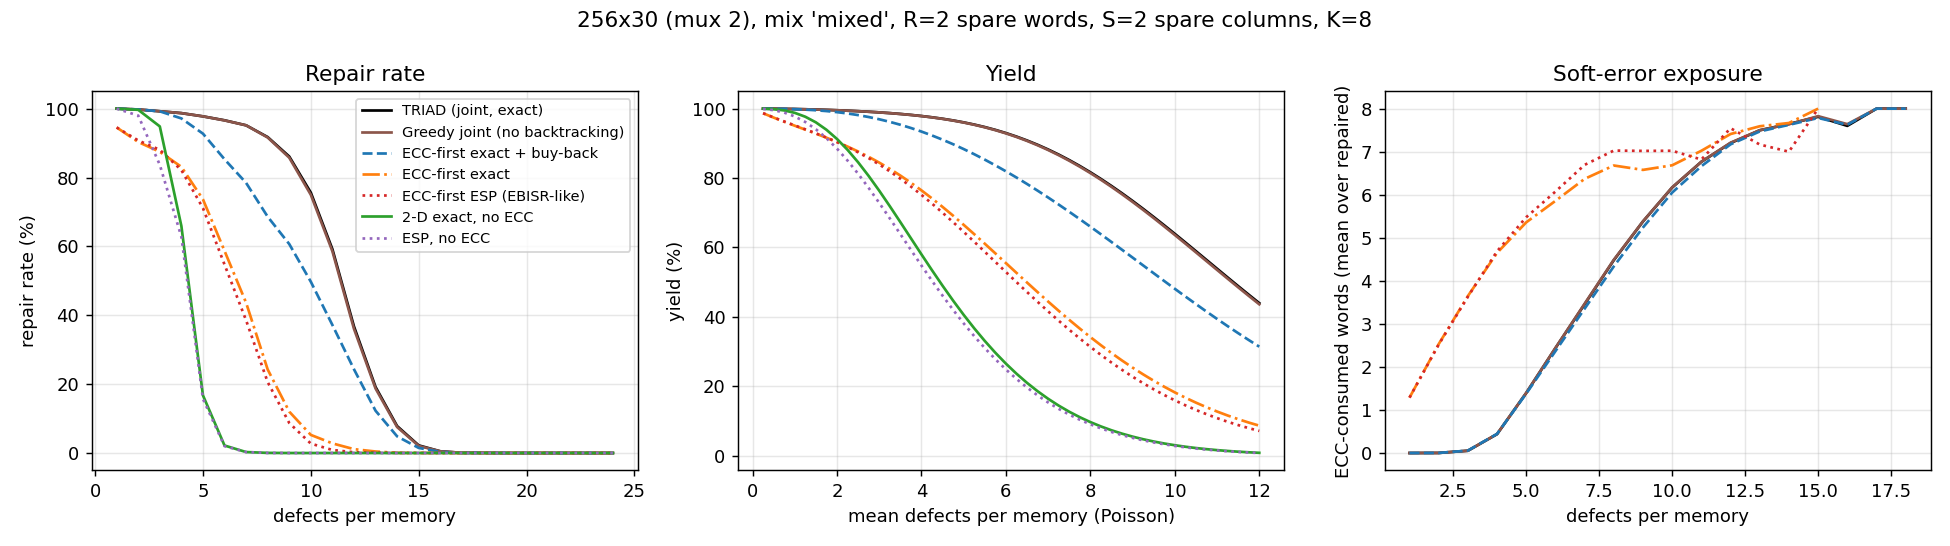 256x30 (mux 2), mix 'mixed', R=2 spare words, S=2 spare columns, K=8
Repair rate
repair rate (%)
100
80
60
40
20
0
TRIAD (joint, exact)
Greedy joint (no backtracking)
ECC-first exact + buy-back
ECC-first exact
ECC-first ESP (EBISR-like)
2-D exact, no ECC
ESP, no ECC
0 5 10 15 20 25
defects per memory
Yield
yield (%)
100
80
60
40
20
0
0 2 4 6 8 10 12
mean defects per memory (Poisson)
Soft-error exposure
ECC-consumed words (mean over repaired)
8
7
6
5
4
3
2
1
0
2.5 5.0 7.5 10.0 12.5 15.0 17.5
defects per memory